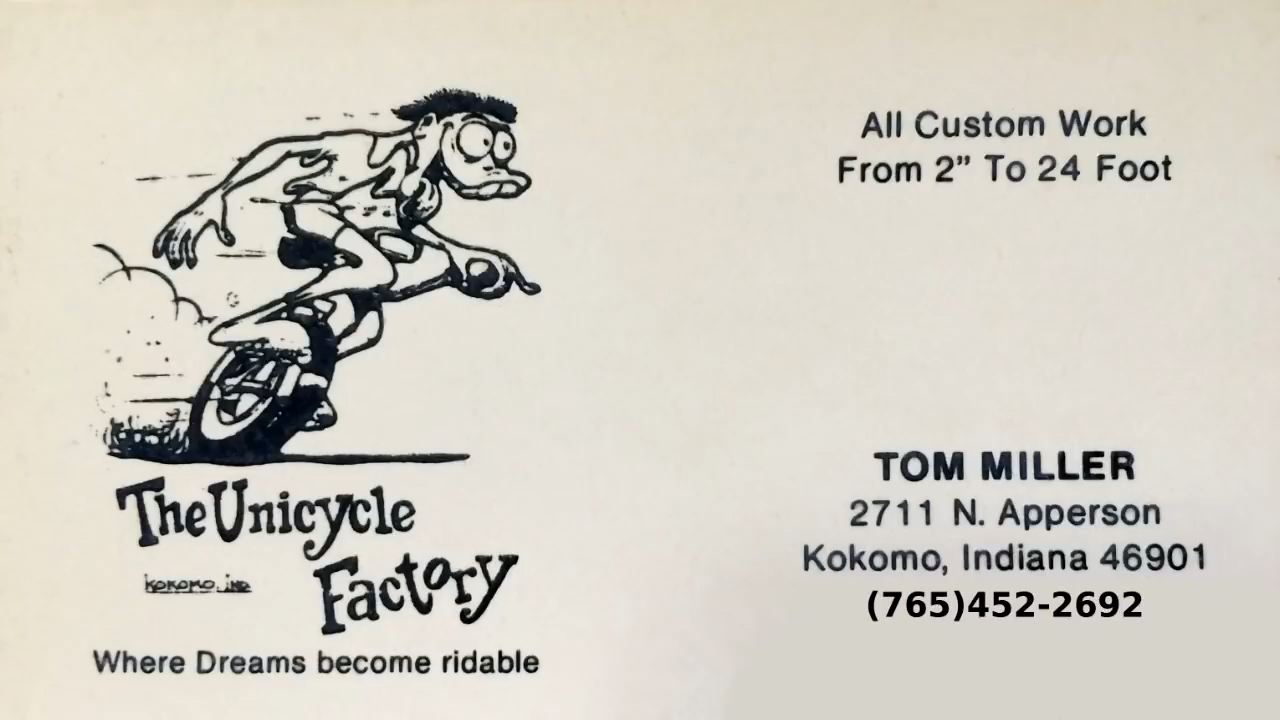 All Custom Work
From 2” To 24 Foot
The Unicycle
Factory
KOKOMO, IND
Where Dreams become ridable
TOM MILLER
2711 N. Apperson
Kokomo, Indiana 46901
(765)452-2692